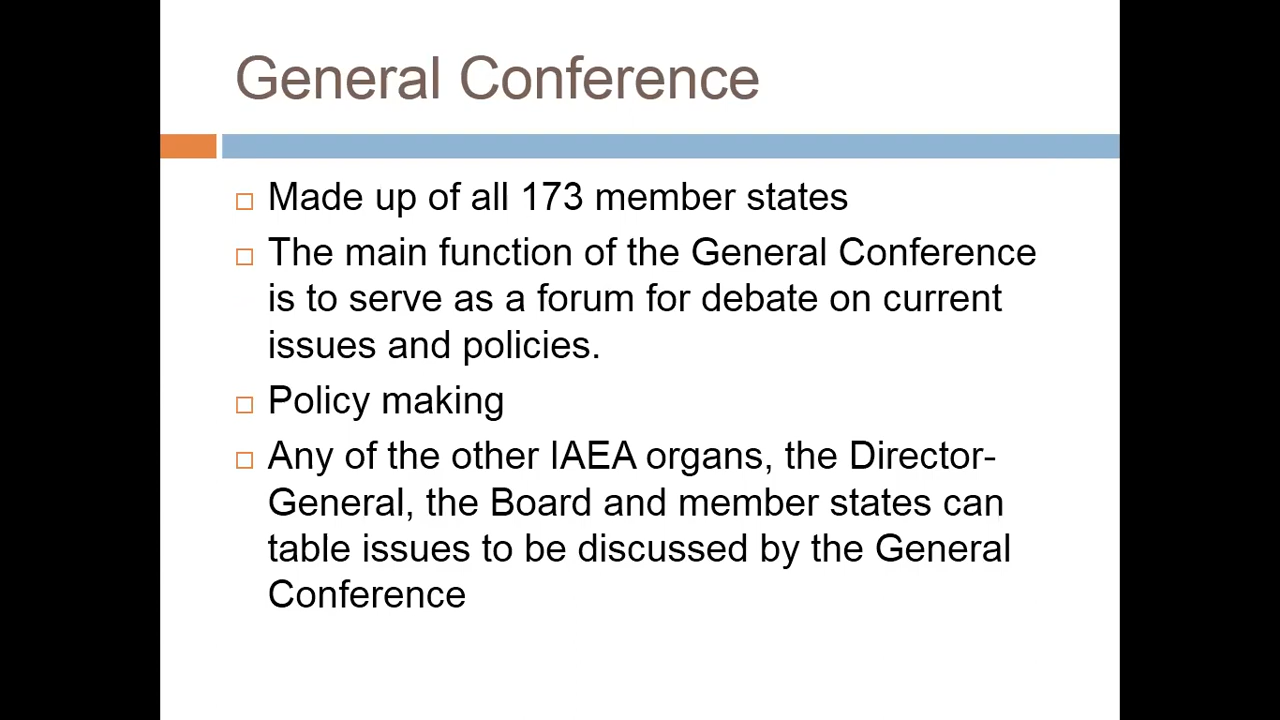 General Conference
Made up of all 173 member states
The main function of the General Conference
is to serve as a forum for debate on current
issues and policies.
Policy making
Any of the other IAEA organs, the Director-
General, the Board and member states can
table issues to be discussed by the General
Conference